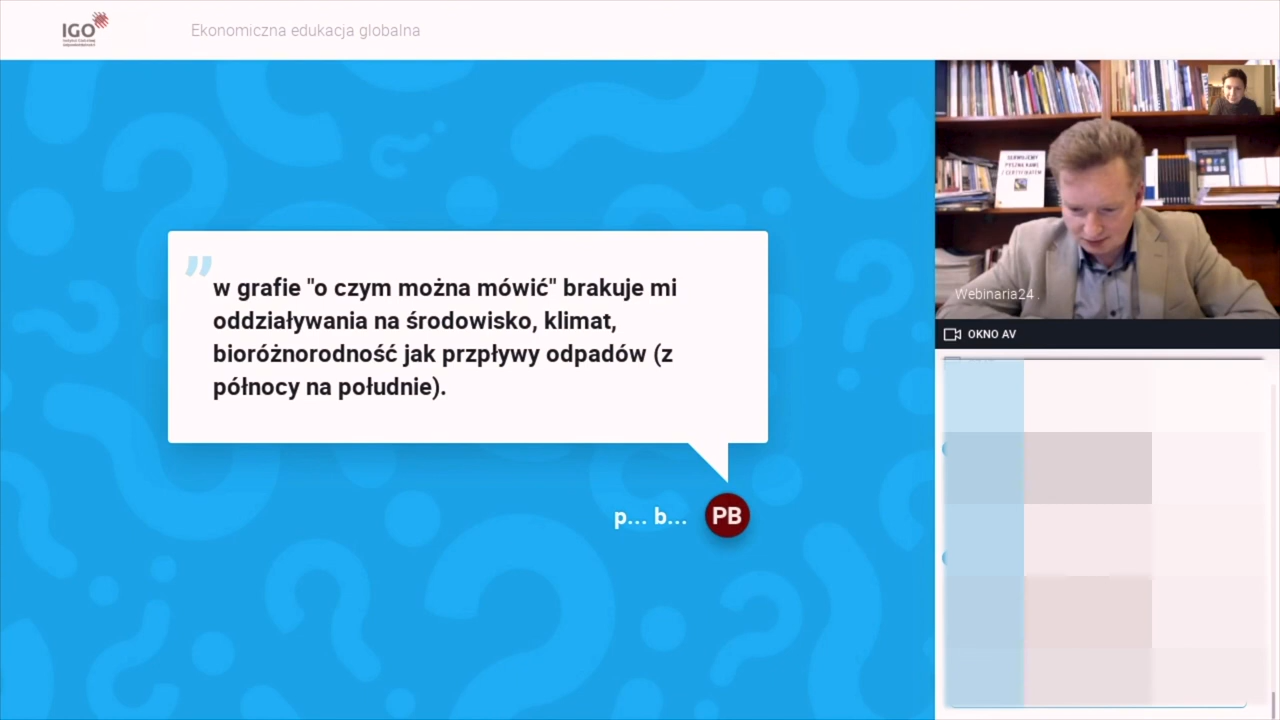 IGO
Ekonomiczna edukacja globalna
w grafie "o czym można mówić" brakuje mi
oddziaływania na środowisko, klimat,
bioróżnorodność jak przpływy odpadów (z
północy na południe).
p... b...
PB
Webinaria24 .
OKNO AV